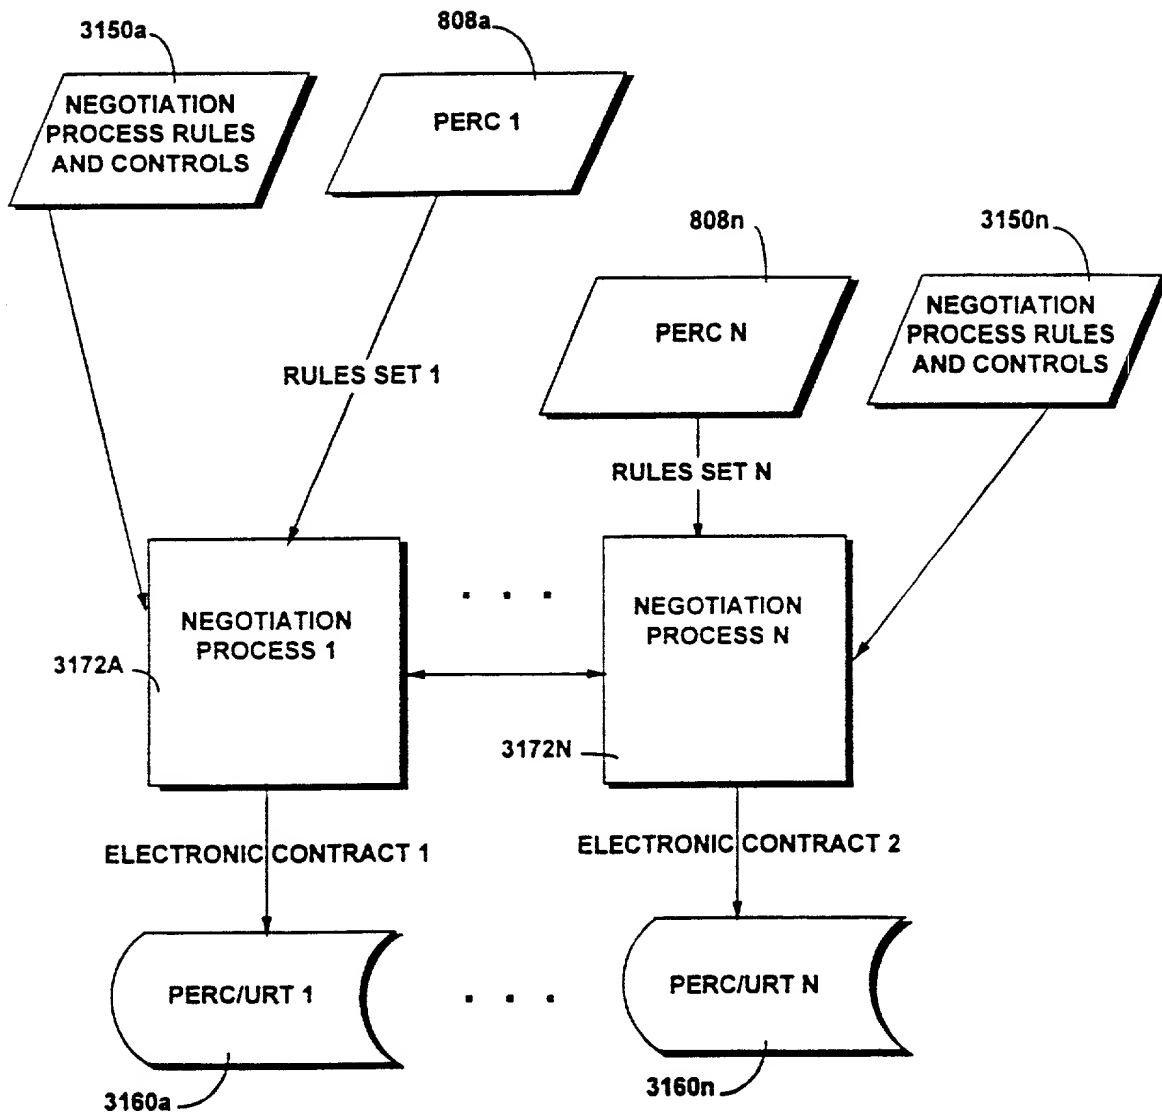 3150a
808a
NEGOTIATION
PROCESS RULES
AND CONTROLS
PERC 1
808n
3150n
PERC N
NEGOTIATION
PROCESS RULES
AND CONTROLS
RULES SET 1
RULES SET N
. . .
NEGOTIATION
PROCESS 1
NEGOTIATION
PROCESS N
3172A
3172N
ELECTRONIC CONTRACT 1
ELECTRONIC CONTRACT 2
PERC/URT 1
. . .
PERC/URT N
3160a
3160n